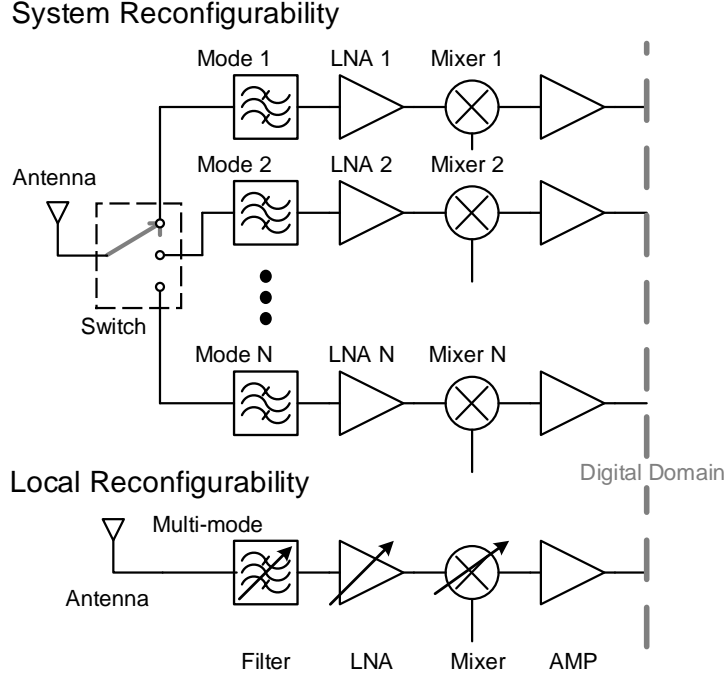 System Reconfigurability
Mode 1
LNA 1
Mixer 1
Mode 2
LNA 2
Mixer 2
Antenna
Switch
Mode N
LNA N
Mixer N
Digital Domain
Local Reconfigurability
Multi-mode
Antenna
Filter
LNA
Mixer
AMP